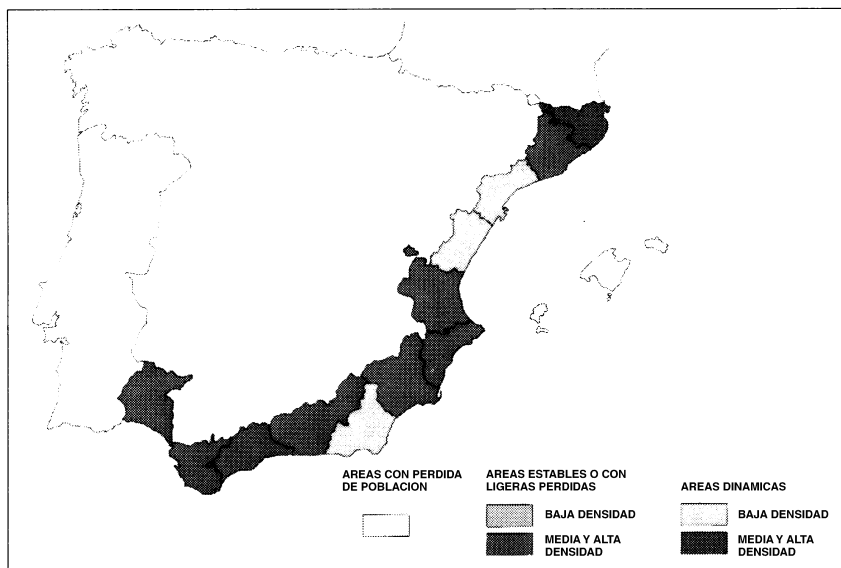 AREAS CON PERDIDA
DE POBLACION
AREAS ESTABLES O CON
LIGERAS PERDIDAS
BAJA DENSIDAD
MEDIA Y ALTA
DENSIDAD
AREAS DINAMICAS
BAJA DENSIDAD
MEDIA Y ALTA
DENSIDAD